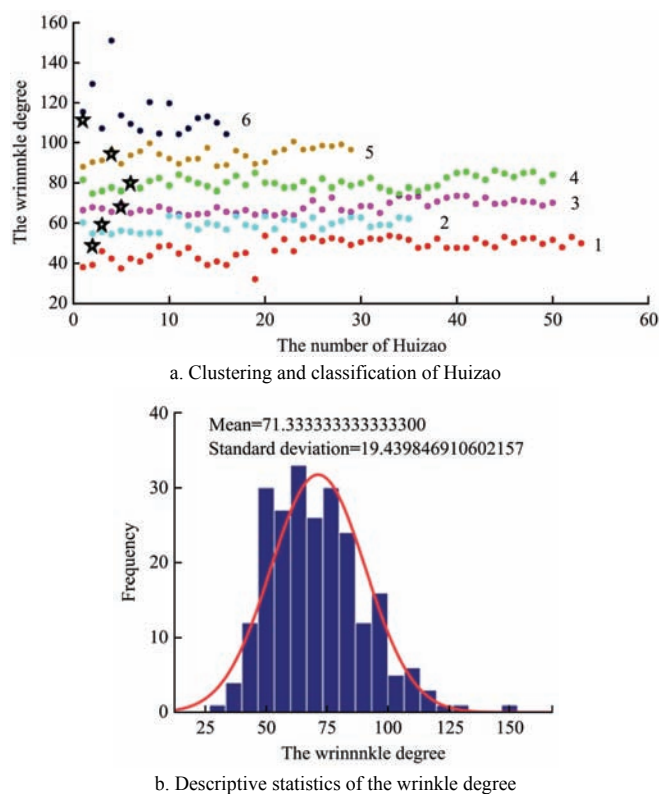 160
140
120
100
80
60
40
20
0 10 20 30 40 50 60
The wrinnnkle degree
6
5
4
3
2
1
The number of Huizao
a. Clustering and classification of Huizao
40
30
20
10
0
Frequency
Mean=71.333333333333300
Standard deviation=19.439846910602157
25 50 75 100 125 150
The wrinnnkle degree
b. Descriptive statistics of the wrinkle degree